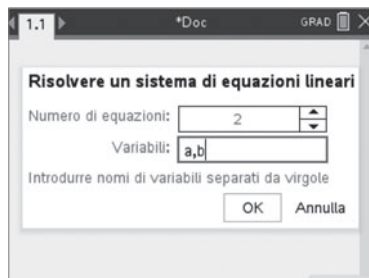 1.1 *Doc GRAD
Risolvere un sistema di equazioni lineari
Numero di equazioni: 2
Variabili: a,b
Introdurre nomi di variabili separati da virgole
OK Annulla